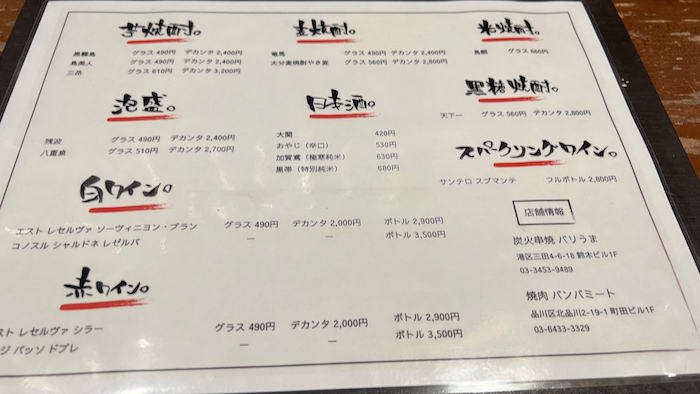 芋焼酎。
黒麒島 グラス 490円 デカンタ 2,400円
島美人 グラス 490円 デカンタ 2,400円
三岳 グラス 610円 デカンタ 3,200円
麦焼酎。
竜馬 グラス 490円 デカンタ 2,400円
大分麦焼酎やき麦 グラス 560円 デカンタ 2,800円
米焼酎。
鳥飼 グラス 660円
泡盛。
残波 グラス 490円 デカンタ 2,400円
八重泉 グラス 510円 デカンタ 2,700円
日本酒。
大関 420円
おやじ（辛口） 530円
加賀鳶（極寒純米） 630円
黒帯（特別純米） 680円
黒糖焼酎。
天下一 グラス 560円 デカンタ 2,800円
スパークリングワイン。
サンテロ スプマンテ フルボトル 2,800円
白ワイン。
エスト レゼルヴァ ソーヴィニヨン・ブラン グラス 490円 デカンタ 2,000円 ボトル 2,900円
コノスル シャルドネ レゼルバ ー ー ボトル 3,500円
赤ワイン。
スト レゼルヴァ シラー グラス 490円 デカンタ 2,000円 ボトル 2,900円
ジ パッソ ドプレ ー ー ボトル 3,500円
店舗情報
炭火串焼 バリうま
港区三田4-6-18 鈴木ビル1F
03-3453-9489
焼肉 バンバミート
品川区北品川2-19-1 町田ビル1F
03-6433-3329